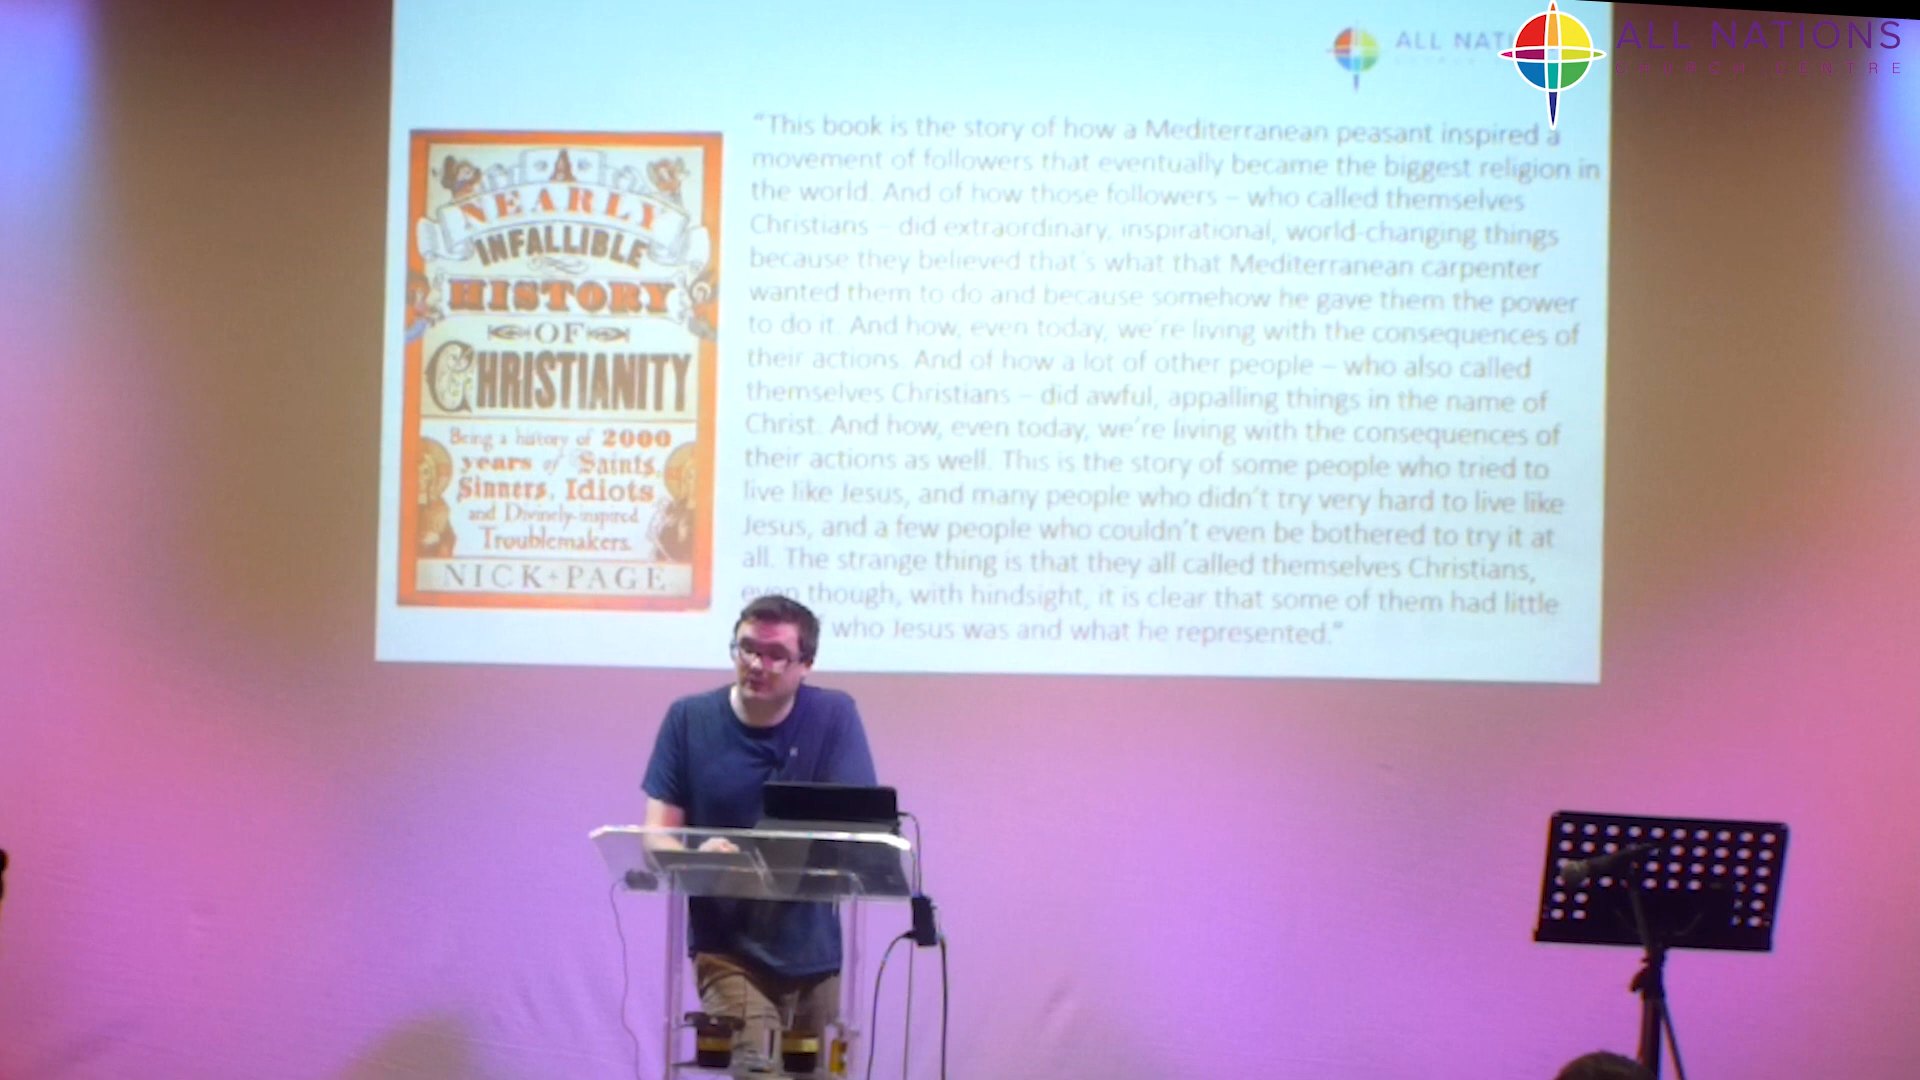 ALL NATI
ALL NATIONS
CHURCH CENTRE
A
NEARLY
INFALLIBLE
HISTORY
OF
CHRISTIANITY
Being a history of 2000
years of Saints,
Sinners, Idiots
and Divinely-inspired
Troublemakers.
NICK PAGE
“This book is the story of how a Mediterranean peasant inspired a
movement of followers that eventually became the biggest religion in
the world. And of how those followers – who called themselves
Christians – did extraordinary, inspirational, world-changing things
because they believed that's what that Mediterranean carpenter
wanted them to do and because somehow he gave them the power
to do it. And how, even today, we're living with the consequences of
their actions. And of how a lot of other people – who also called
themselves Christians – did awful, appalling things in the name of
Christ. And how, even today, we're living with the consequences of
their actions as well. This is the story of some people who tried to
live like Jesus, and many people who didn't try very hard to live like
Jesus, and a few people who couldn't even be bothered to try it at
all. The strange thing is that they all called themselves Christians,
even though, with hindsight, it is clear that some of them had little
who Jesus was and what he represented.”